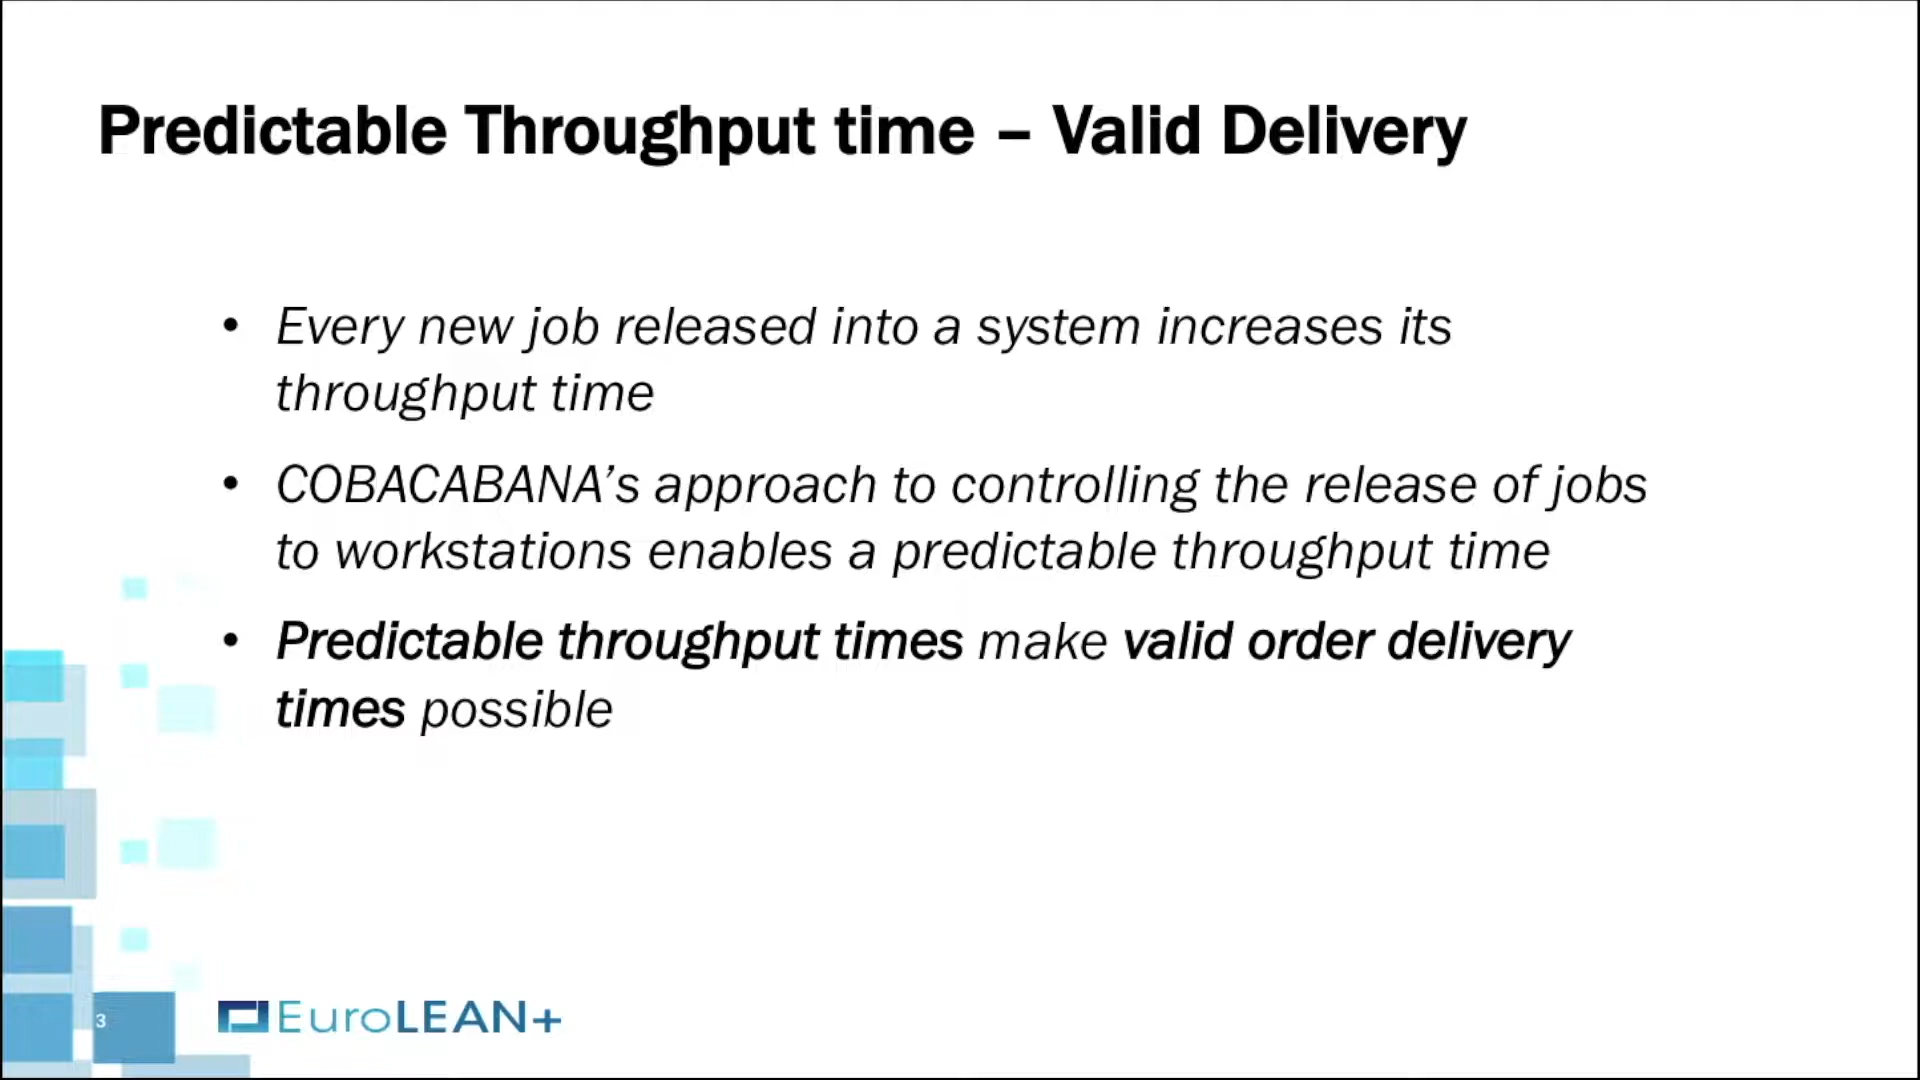 Predictable Throughput time – Valid Delivery
• Every new job released into a system increases its
throughput time
• COBACABANA’s approach to controlling the release of jobs
to workstations enables a predictable throughput time
• Predictable throughput times make valid order delivery
times possible
3
EuroLEAN+